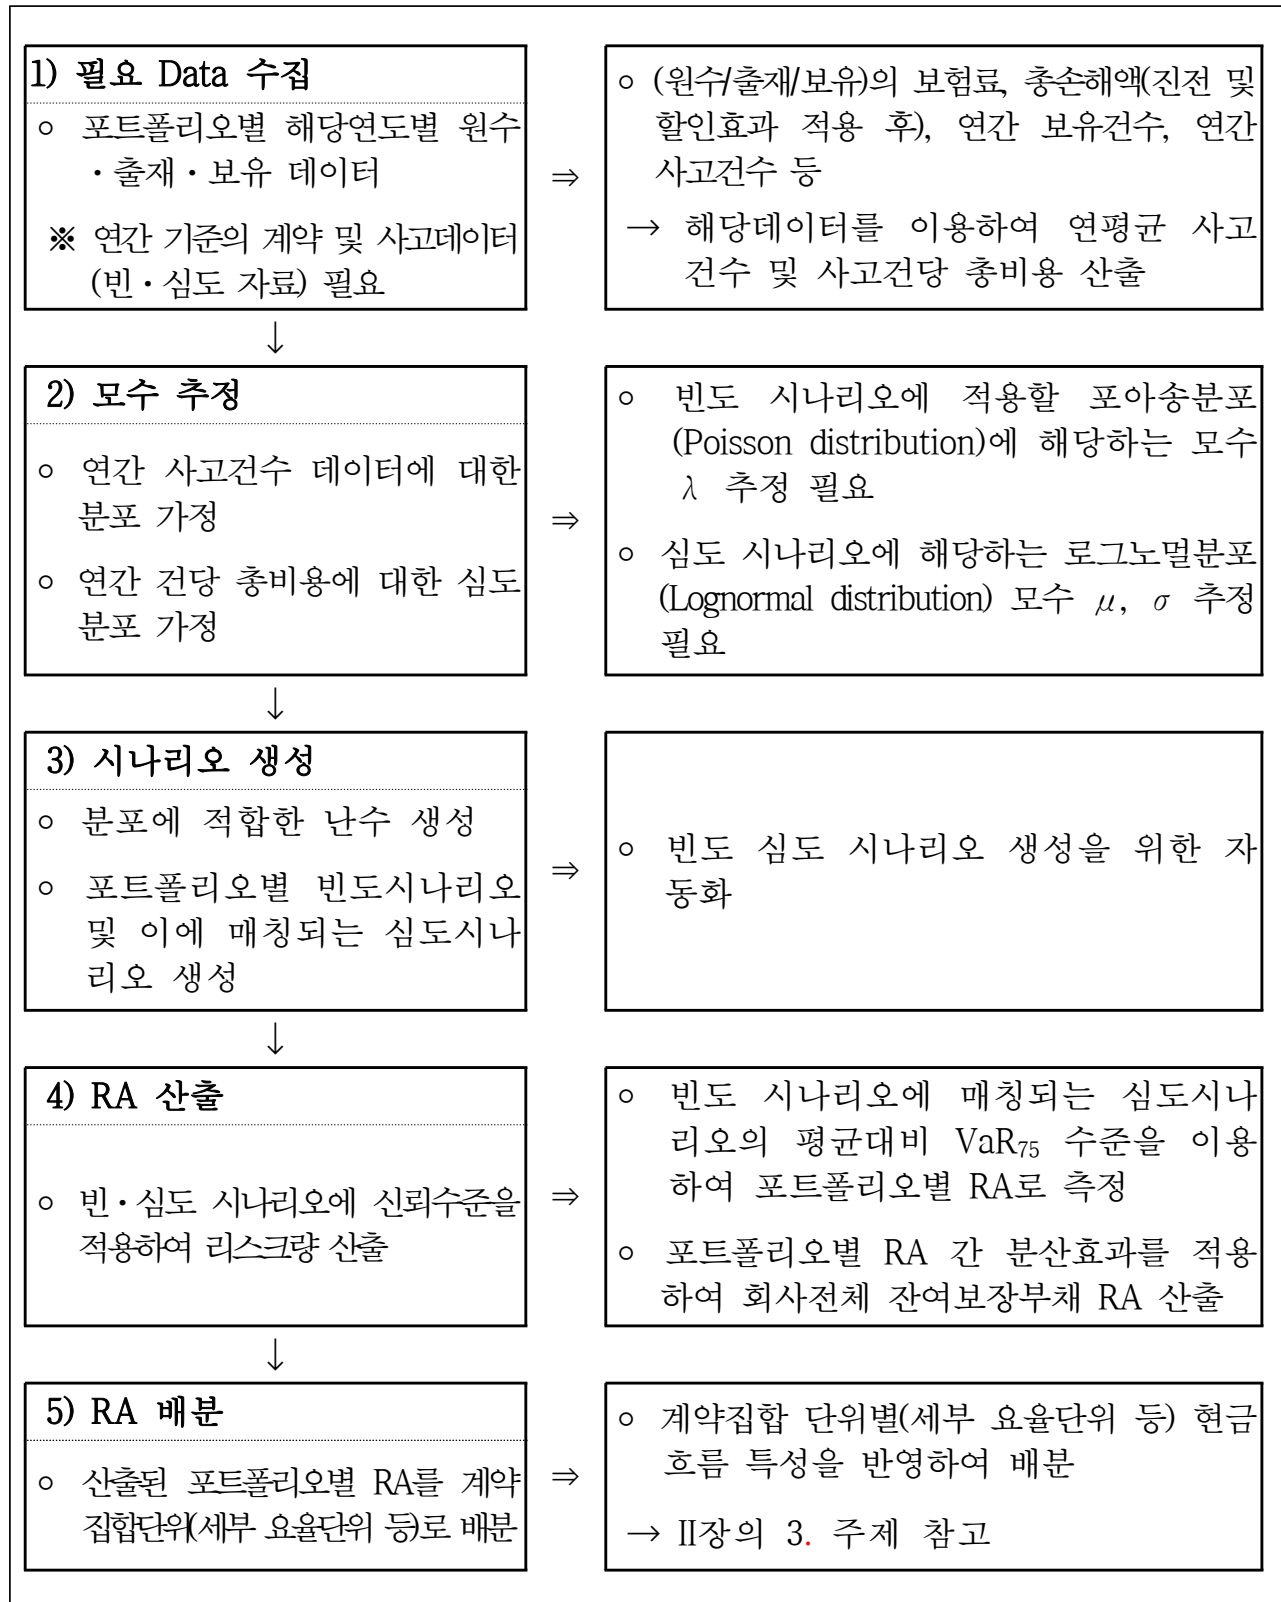 1) 필요 Data 수집
○ 포트폴리오별 해당연도별 원수
・출재・보유 데이터
※ 연간 기준의 계약 및 사고데이터
(빈・심도 자료) 필요
⇒
○ (원수/출재/보유)의 보험료, 총손해액(진전 및
할인효과 적용 후), 연간 보유건수, 연간
사고건수 등
→ 해당데이터를 이용하여 연평균 사고
건수 및 사고건당 총비용 산출
↓
2) 모수 추정
○ 연간 사고건수 데이터에 대한
분포 가정
○ 연간 건당 총비용에 대한 심도
분포 가정
⇒
○ 빈도 시나리오에 적용할 포아송분포
(Poisson distribution)에 해당하는 모수
λ 추정 필요
○ 심도 시나리오에 해당하는 로그노멀분포
(Lognormal distribution) 모수 μ, σ 추정
필요
↓
3) 시나리오 생성
○ 분포에 적합한 난수 생성
○ 포트폴리오별 빈도시나리오
및 이에 매칭되는 심도시나
리오 생성
⇒
○ 빈도 심도 시나리오 생성을 위한 자
동화
↓
4) RA 산출
○ 빈・심도 시나리오에 신뢰수준을
적용하여 리스크량 산출
⇒
○ 빈도 시나리오에 매칭되는 심도시나
리오의 평균대비 VaR75 수준을 이용
하여 포트폴리오별 RA로 측정
○ 포트폴리오별 RA 간 분산효과를 적용
하여 회사전체 잔여보장부채 RA 산출
↓
5) RA 배분
○ 산출된 포트폴리오별 RA를 계약
집합단위(세부 요율단위 등)로 배분
⇒
○ 계약집합 단위별(세부 요율단위 등) 현금
흐름 특성을 반영하여 배분
→ Ⅱ장의 3. 주제 참고